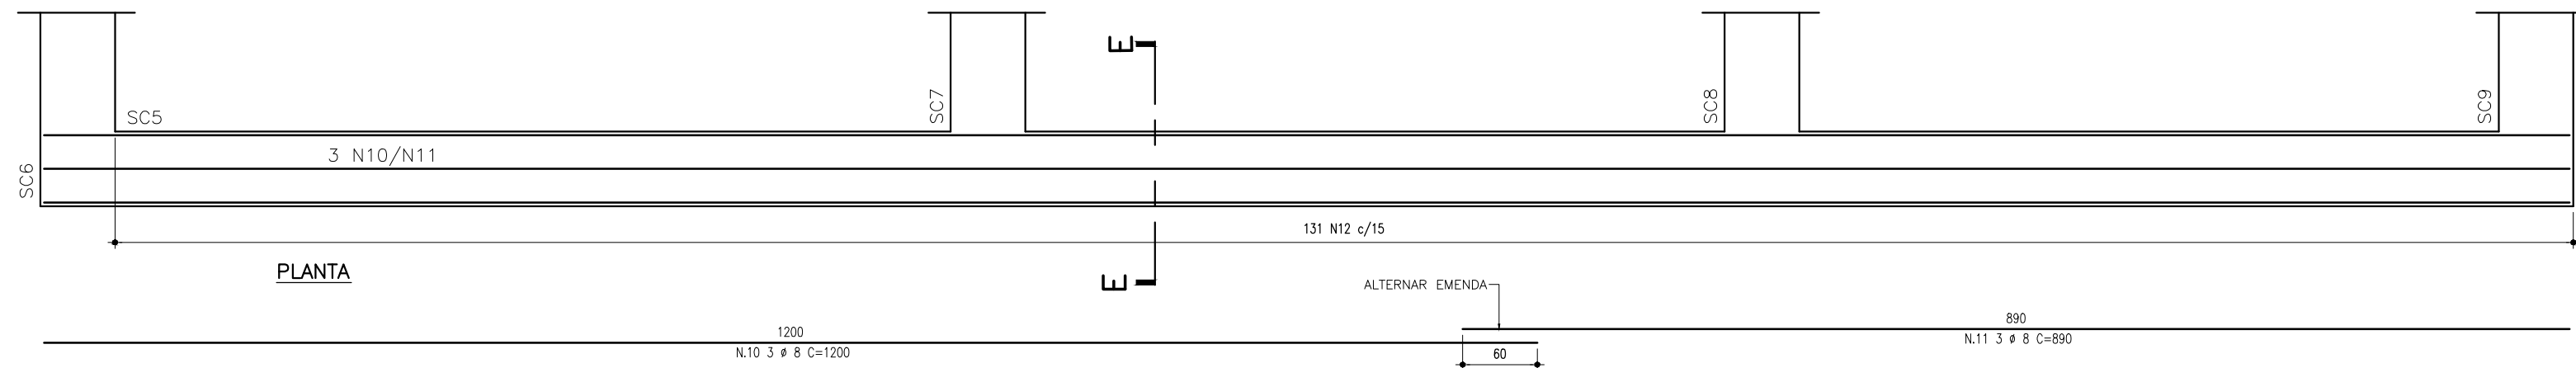 E
SC7
SC8
SC9
SC5
3 N10/N11
SC6
131 N12 c/15
PLANTA
E
ALTERNAR EMENDA
1200
N.10 3 ø 8 C=1200
890
N.11 3 ø 8 C=890
60